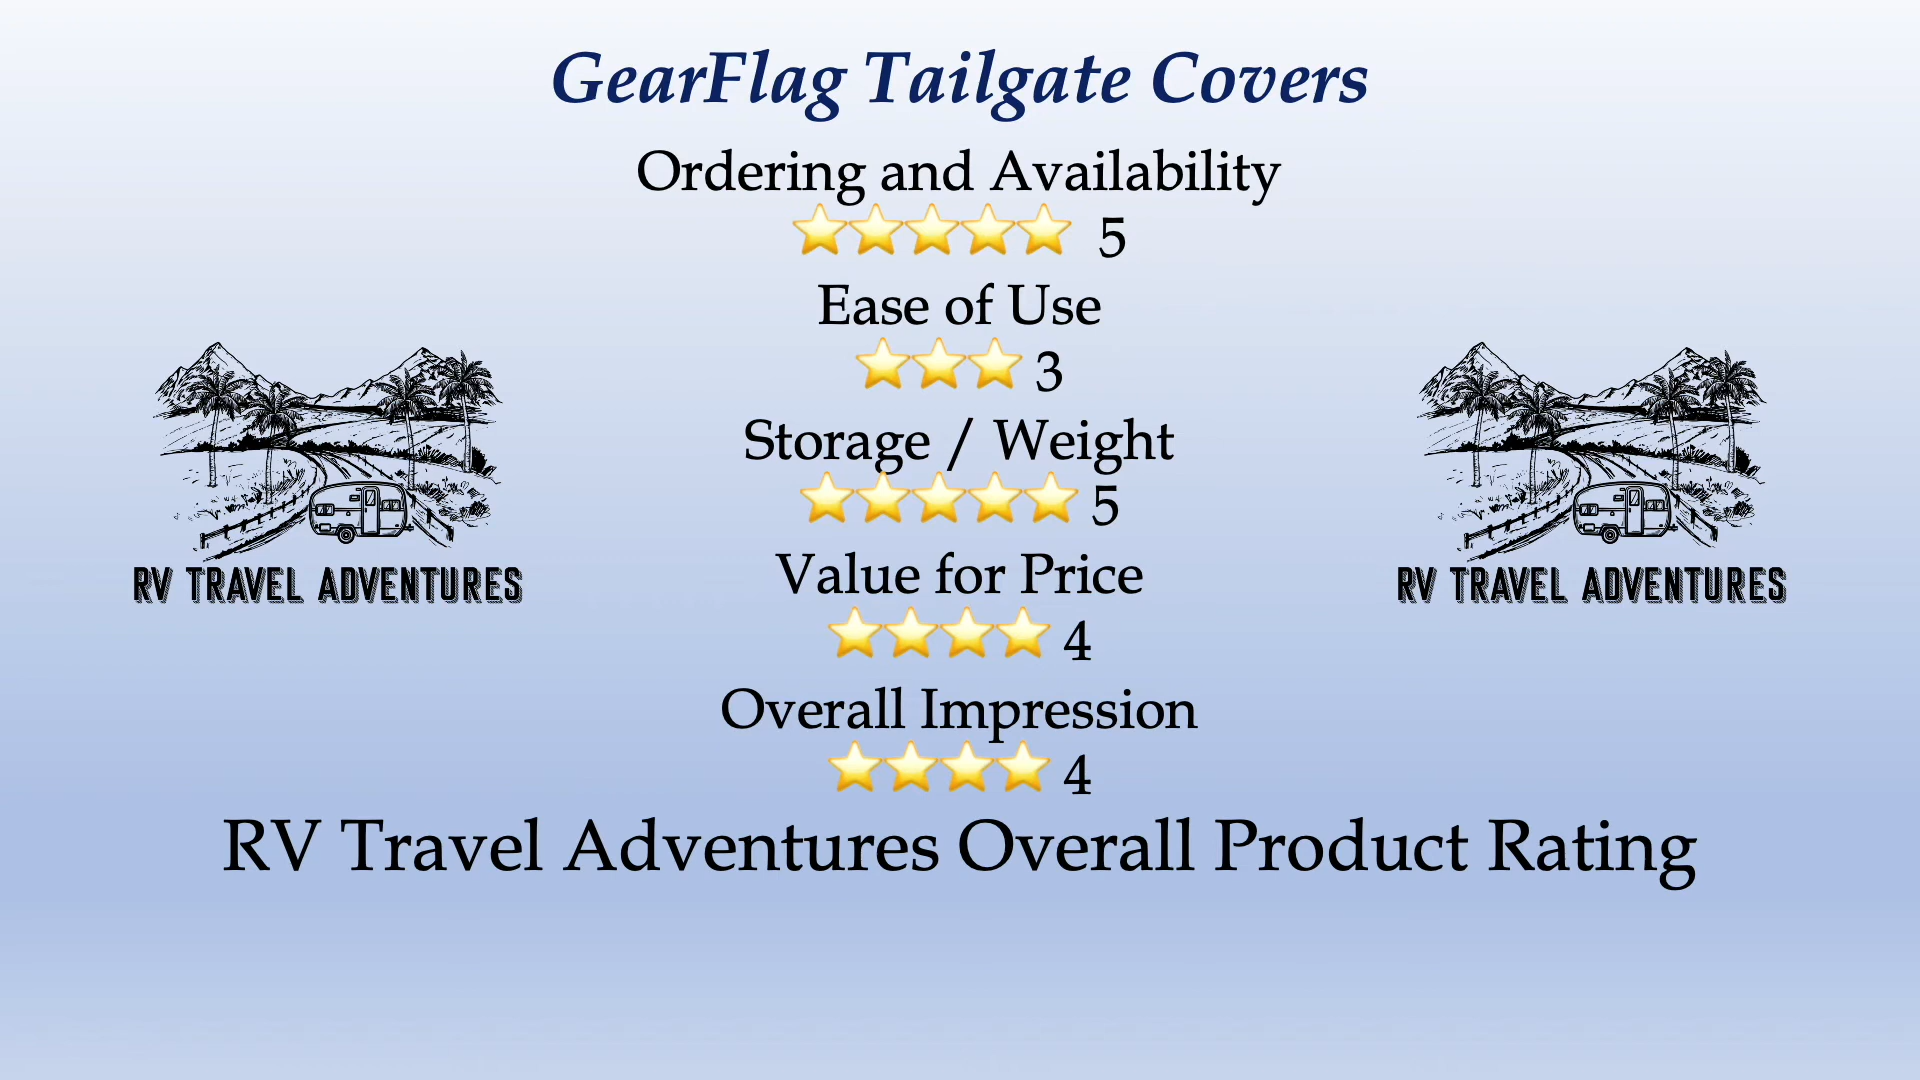 GearFlag Tailgate Covers
Ordering and Availability
⭐⭐⭐⭐⭐ 5
Ease of Use
⭐⭐⭐ 3
Storage / Weight
⭐⭐⭐⭐⭐ 5
Value for Price
⭐⭐⭐⭐ 4
Overall Impression
⭐⭐⭐⭐ 4
RV Travel Adventures Overall Product Rating
RV TRAVEL ADVENTURES
RV TRAVEL ADVENTURES